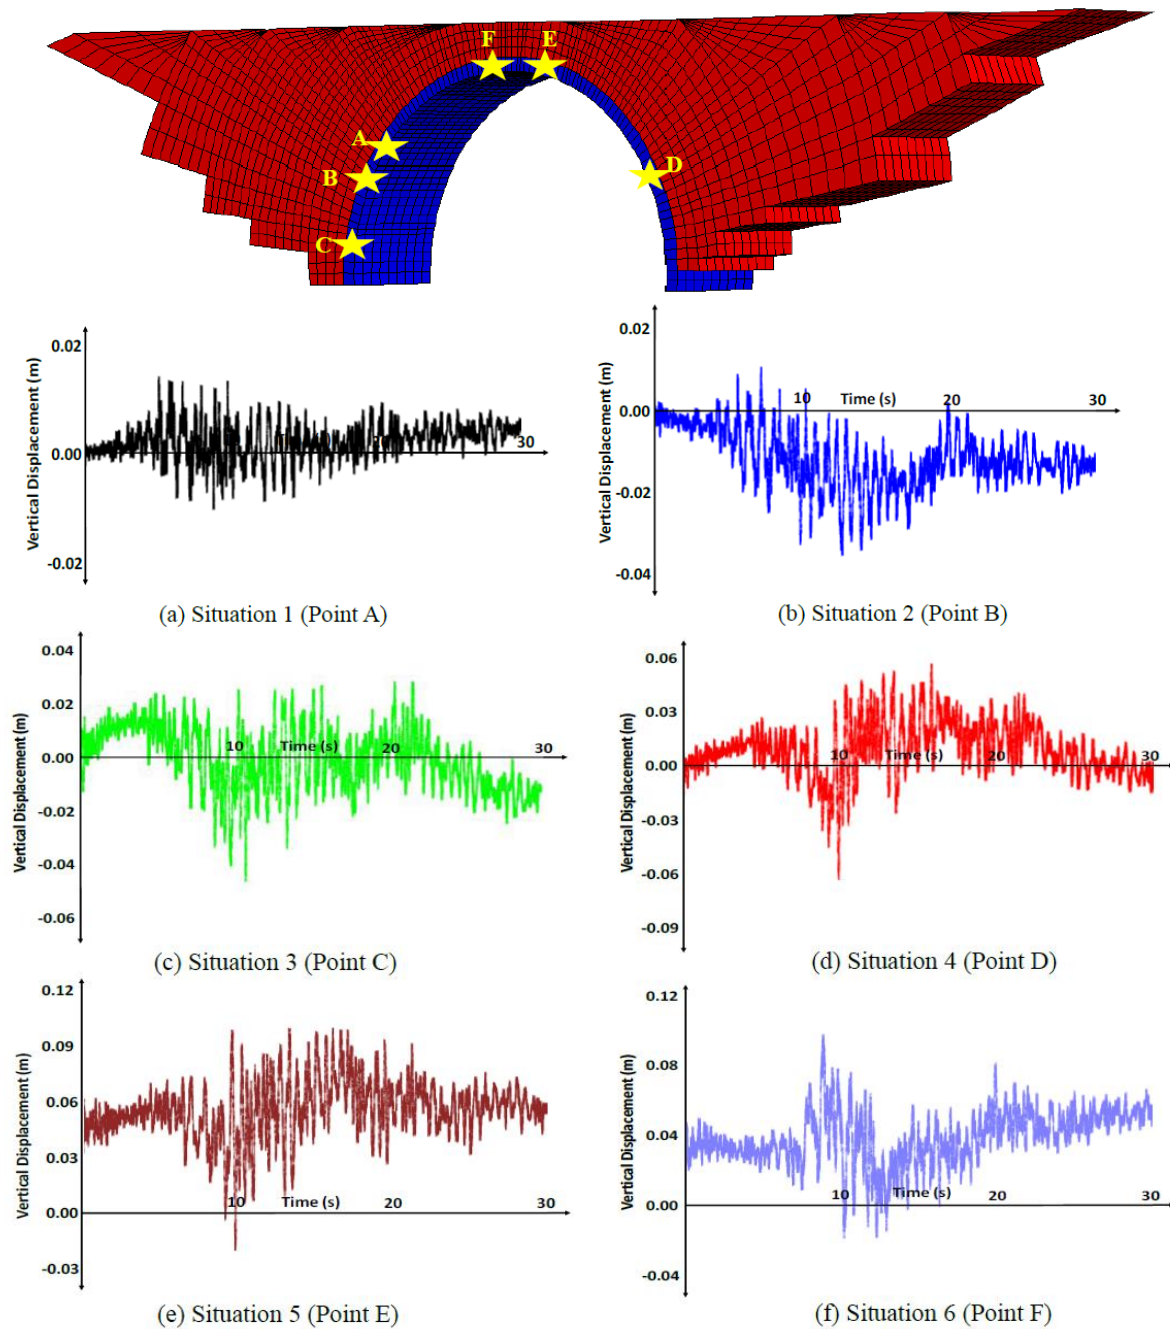 F
E
A
B
D
C
0.02
0.00
-0.02
Vertical Displacement (m)
20
30
(a) Situation 1 (Point A)
0.02
0.00
-0.02
-0.04
Vertical Displacement (m)
10
Time (s)
20
30
(b) Situation 2 (Point B)
0.04
0.02
0.00
-0.02
-0.04
-0.06
Vertical Displacement (m)
10
Time (s)
20
30
(c) Situation 3 (Point C)
0.06
0.03
0.00
-0.03
-0.06
-0.09
Vertical Displacement (m)
10
Time (s)
20
30
(d) Situation 4 (Point D)
0.12
0.09
0.06
0.03
0.00
-0.03
Vertical Displacement (m)
10
Time (s)
20
30
(e) Situation 5 (Point E)
0.12
0.08
0.04
0.00
-0.04
Vertical Displacement (m)
10
Time (s)
20
30
(f) Situation 6 (Point F)